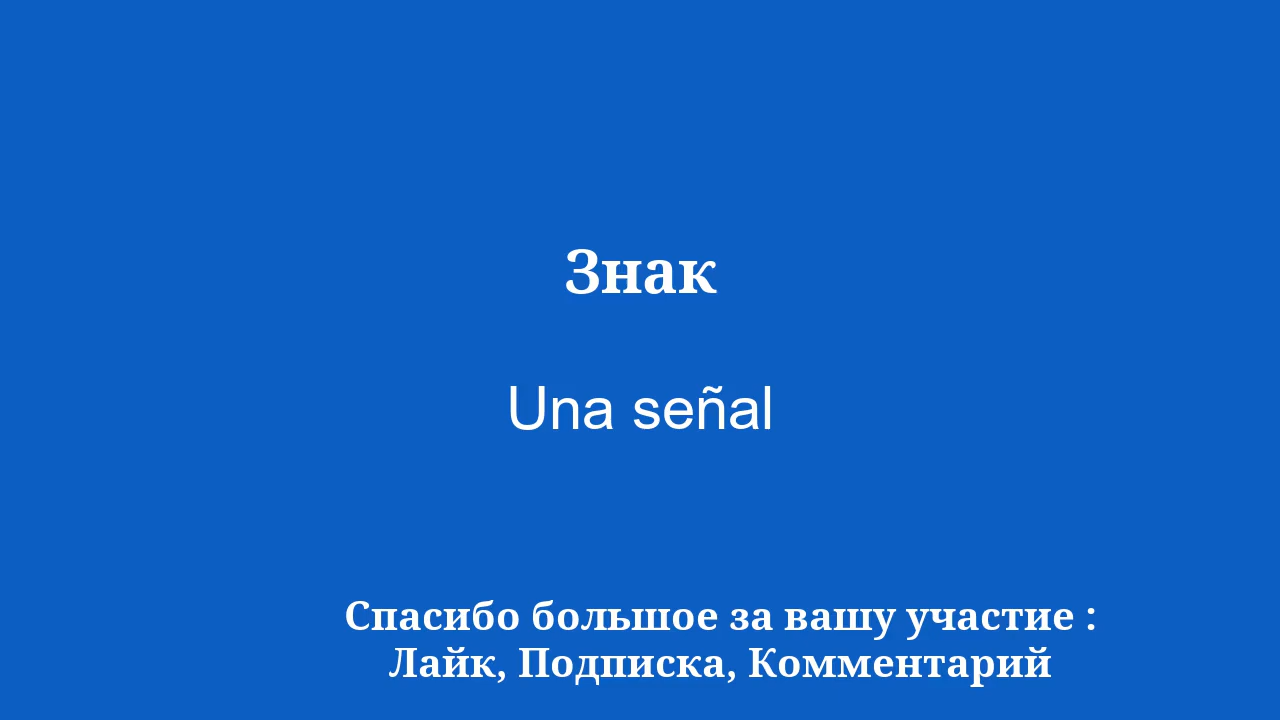 Знак
Una señal
Спасибо большое за вашу участие :
Лайк, Подписка, Комментарий